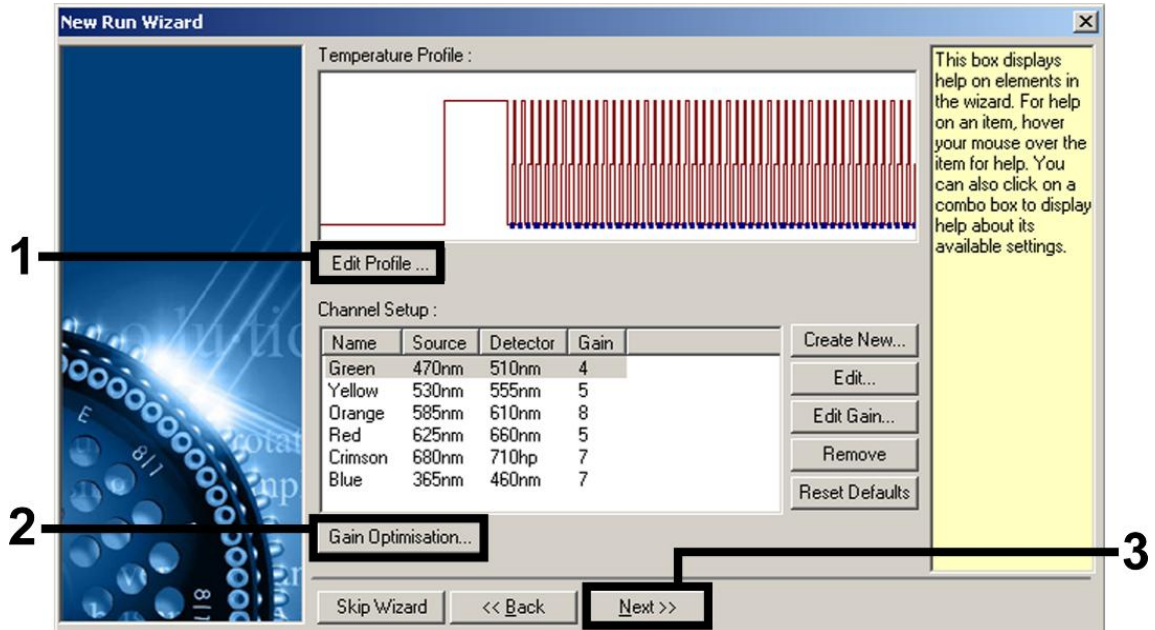 New Run Wizard
Temperature Profile :
This box displays
help on elements in
the wizard. For help
on an item, hover
your mouse over the
item for help. You
can also click on a
combo box to display
help about its
available settings.
1
Edit Profile ...
Channel Setup :
Name Source Detector Gain
Green 470nm 510nm 4
Yellow 530nm 555nm 5
Orange 585nm 610nm 8
Red 625nm 660nm 5
Crimson 680nm 710hp 7
Blue 365nm 460nm 7
Create New...
Edit...
Edit Gain...
Remove
Reset Defaults
2
Gain Optimisation...
3
Skip Wizard
<< Back
Next >>
E
8|1
8|1